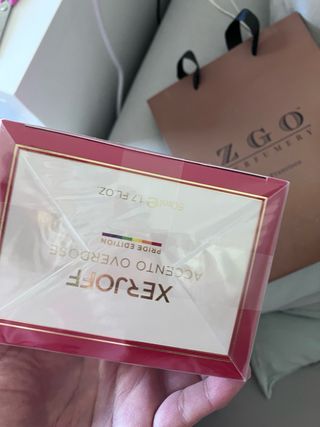 XERJOFF
ACCENTO OVERDOSE
PRIDE EDITION
50ml e 1.7 FL.OZ
ZGO
PERFUMERY